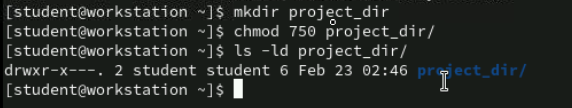 [student@workstation ~]$ mkdir project_dir
[student@workstation ~]$ chmod 750 project_dir/
[student@workstation ~]$ ls -ld project_dir/
drwxr-x---. 2 student student 6 Feb 23 02:46 project_dir/
[student@workstation ~]$